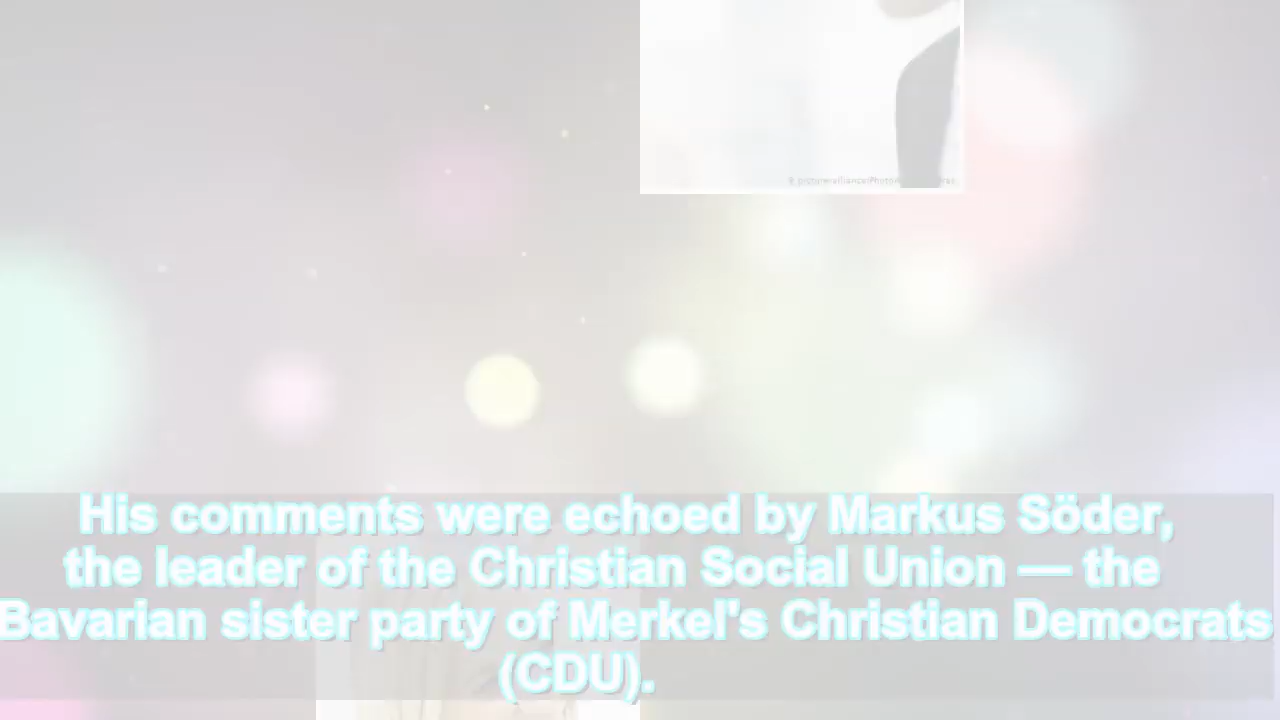 His comments were echoed by Markus Söder,
the leader of the Christian Social Union — the
Bavarian sister party of Merkel's Christian Democrats
(CDU).